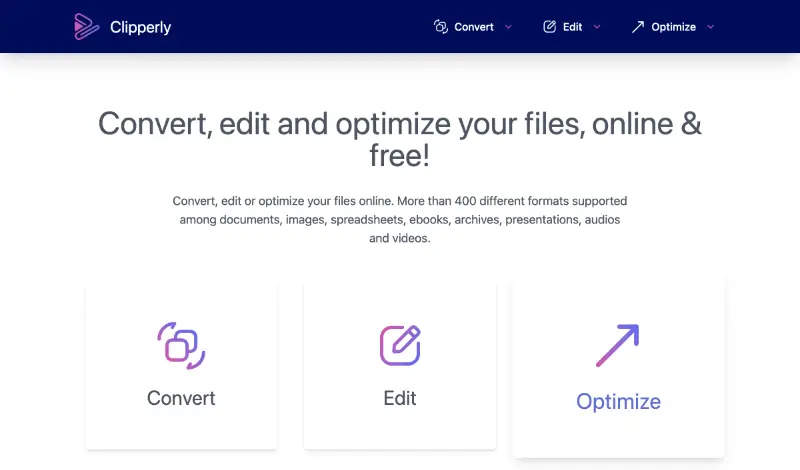 Clipperly
Convert
Edit
Optimize
Convert, edit and optimize your files, online &
free!
Convert, edit or optimize your files online. More than 400 different formats supported
among documents, images, spreadsheets, ebooks, archives, presentations, audios
and videos.
Convert
Edit
Optimize